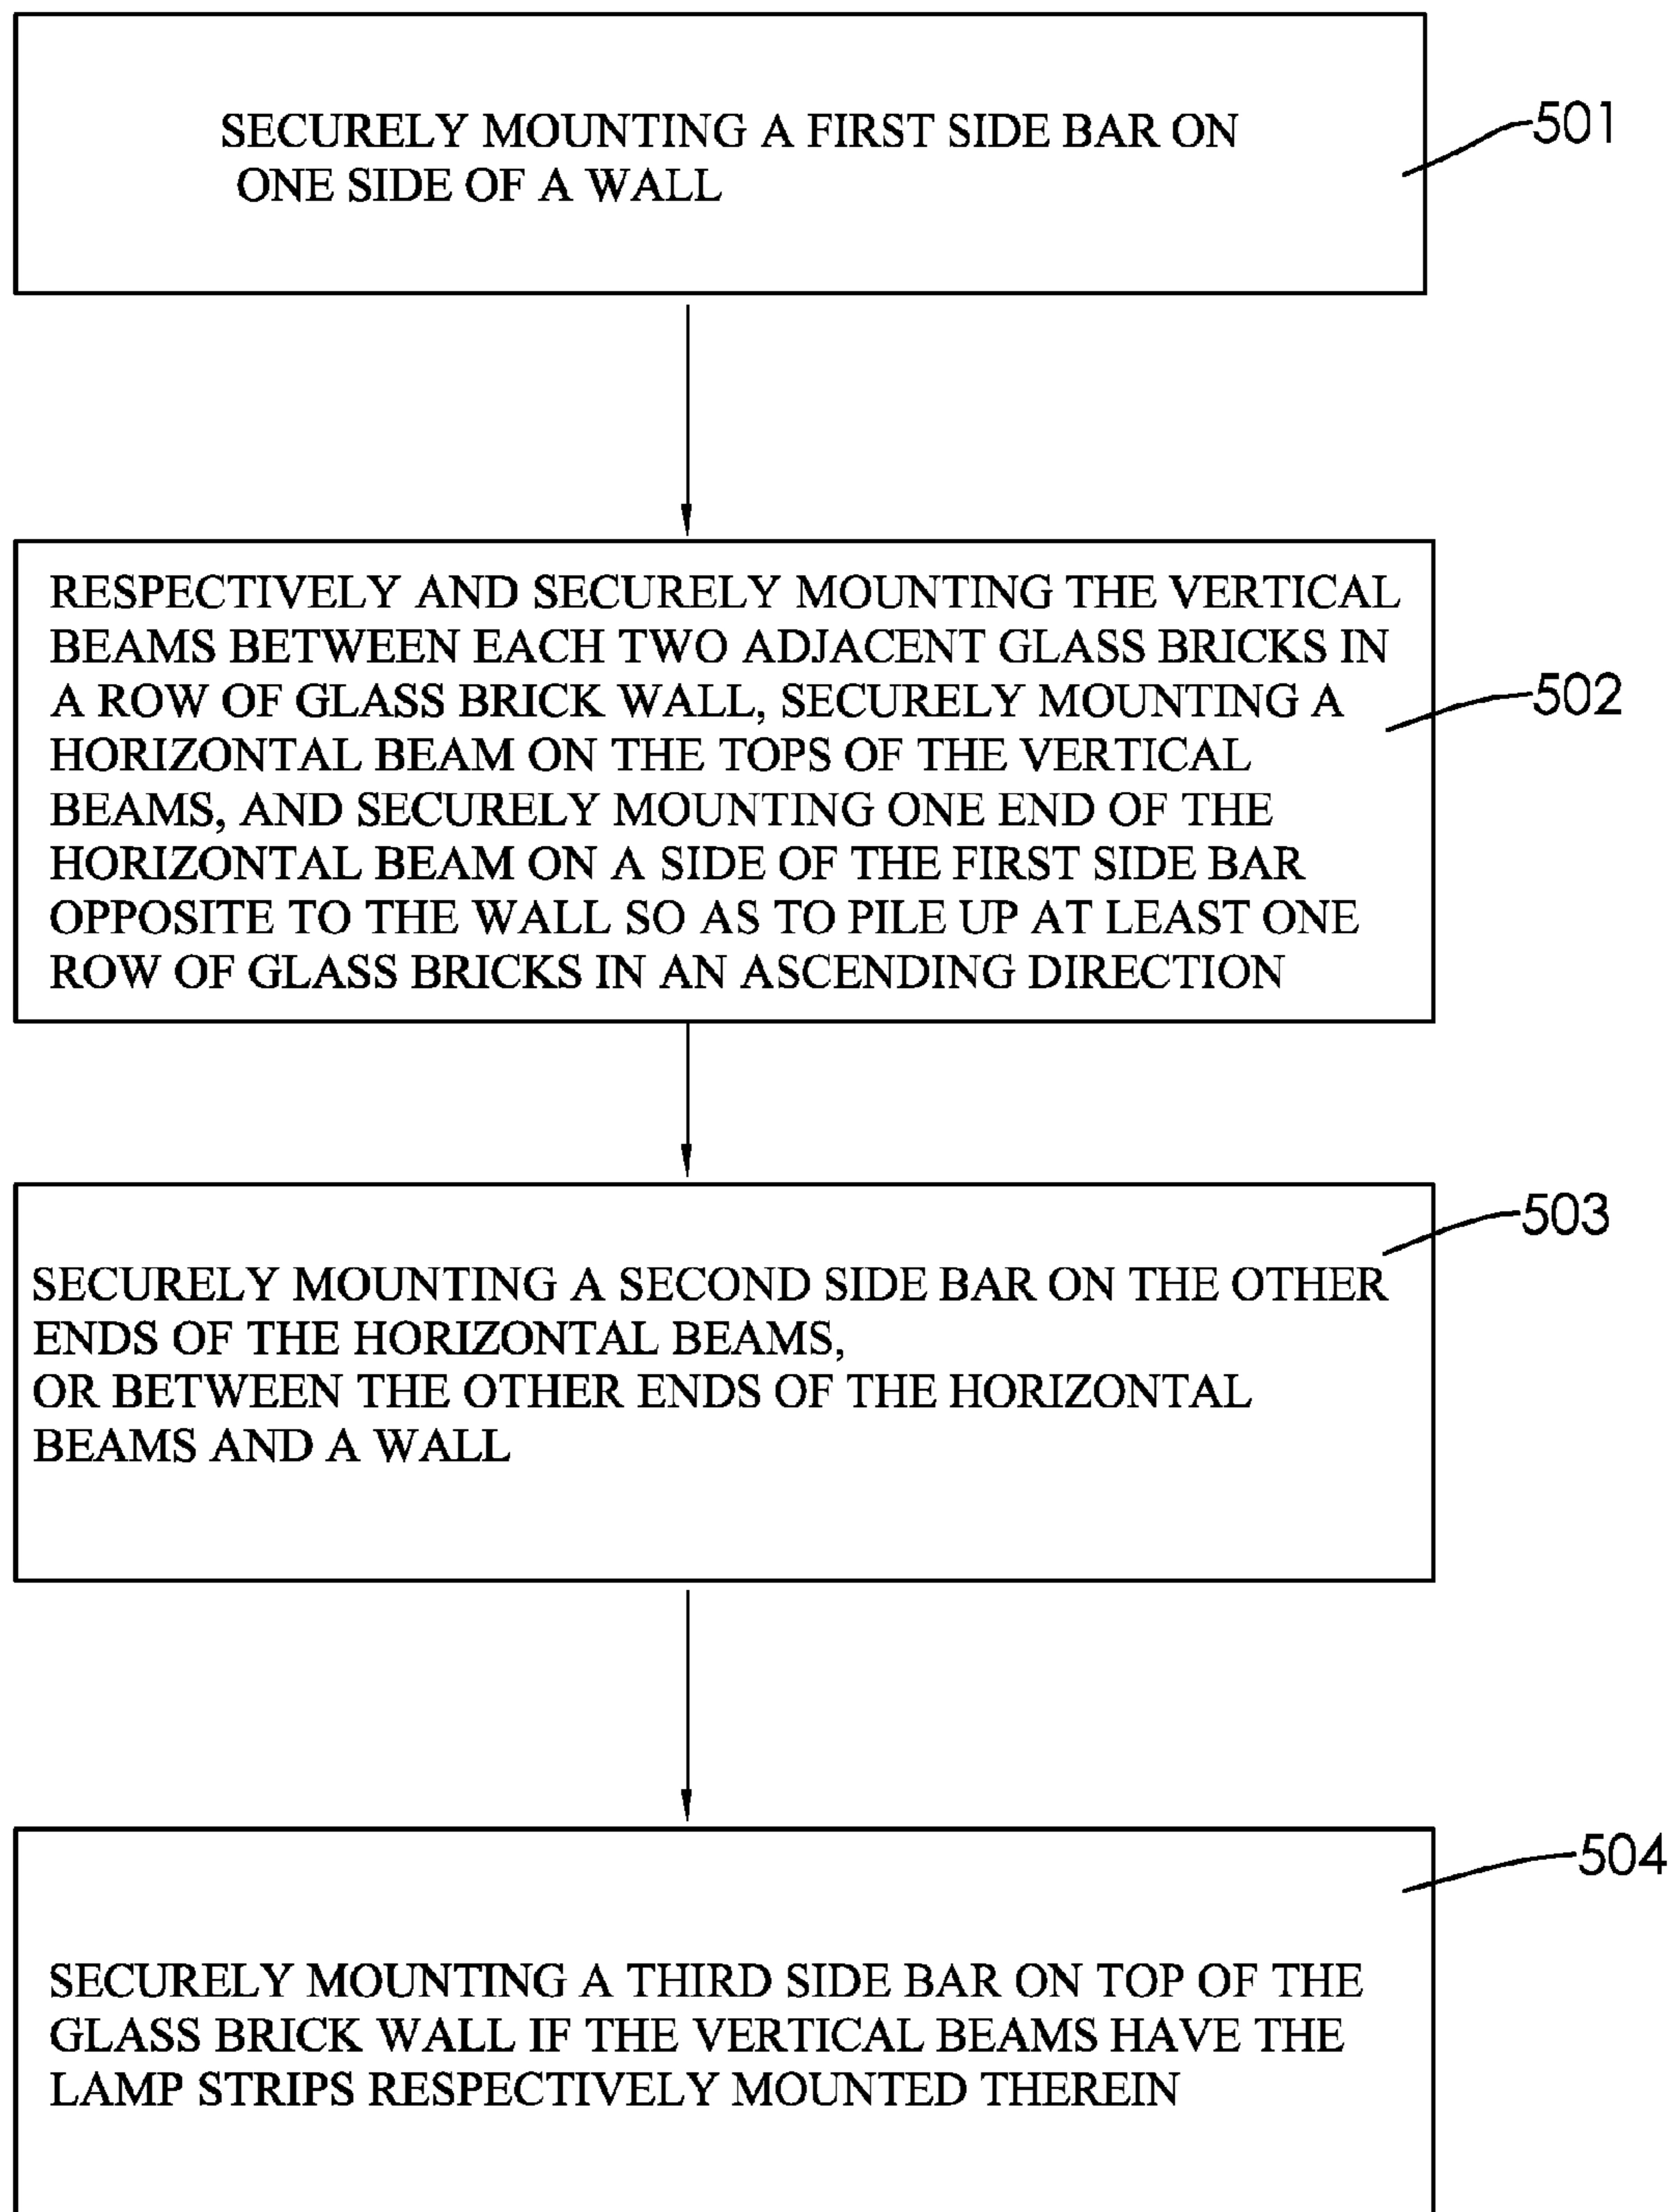 SECURELY MOUNTING A FIRST SIDE BAR ON
ONE SIDE OF A WALL
501
RESPECTIVELY AND SECURELY MOUNTING THE VERTICAL
BEAMS BETWEEN EACH TWO ADJACENT GLASS BRICKS IN
A ROW OF GLASS BRICK WALL, SECURELY MOUNTING A
HORIZONTAL BEAM ON THE TOPS OF THE VERTICAL
BEAMS, AND SECURELY MOUNTING ONE END OF THE
HORIZONTAL BEAM ON A SIDE OF THE FIRST SIDE BAR
OPPOSITE TO THE WALL SO AS TO PILE UP AT LEAST ONE
ROW OF GLASS BRICKS IN AN ASCENDING DIRECTION
502
SECURELY MOUNTING A SECOND SIDE BAR ON THE OTHER
ENDS OF THE HORIZONTAL BEAMS,
OR BETWEEN THE OTHER ENDS OF THE HORIZONTAL
BEAMS AND A WALL
503
SECURELY MOUNTING A THIRD SIDE BAR ON TOP OF THE
GLASS BRICK WALL IF THE VERTICAL BEAMS HAVE THE
LAMP STRIPS RESPECTIVELY MOUNTED THEREIN
504